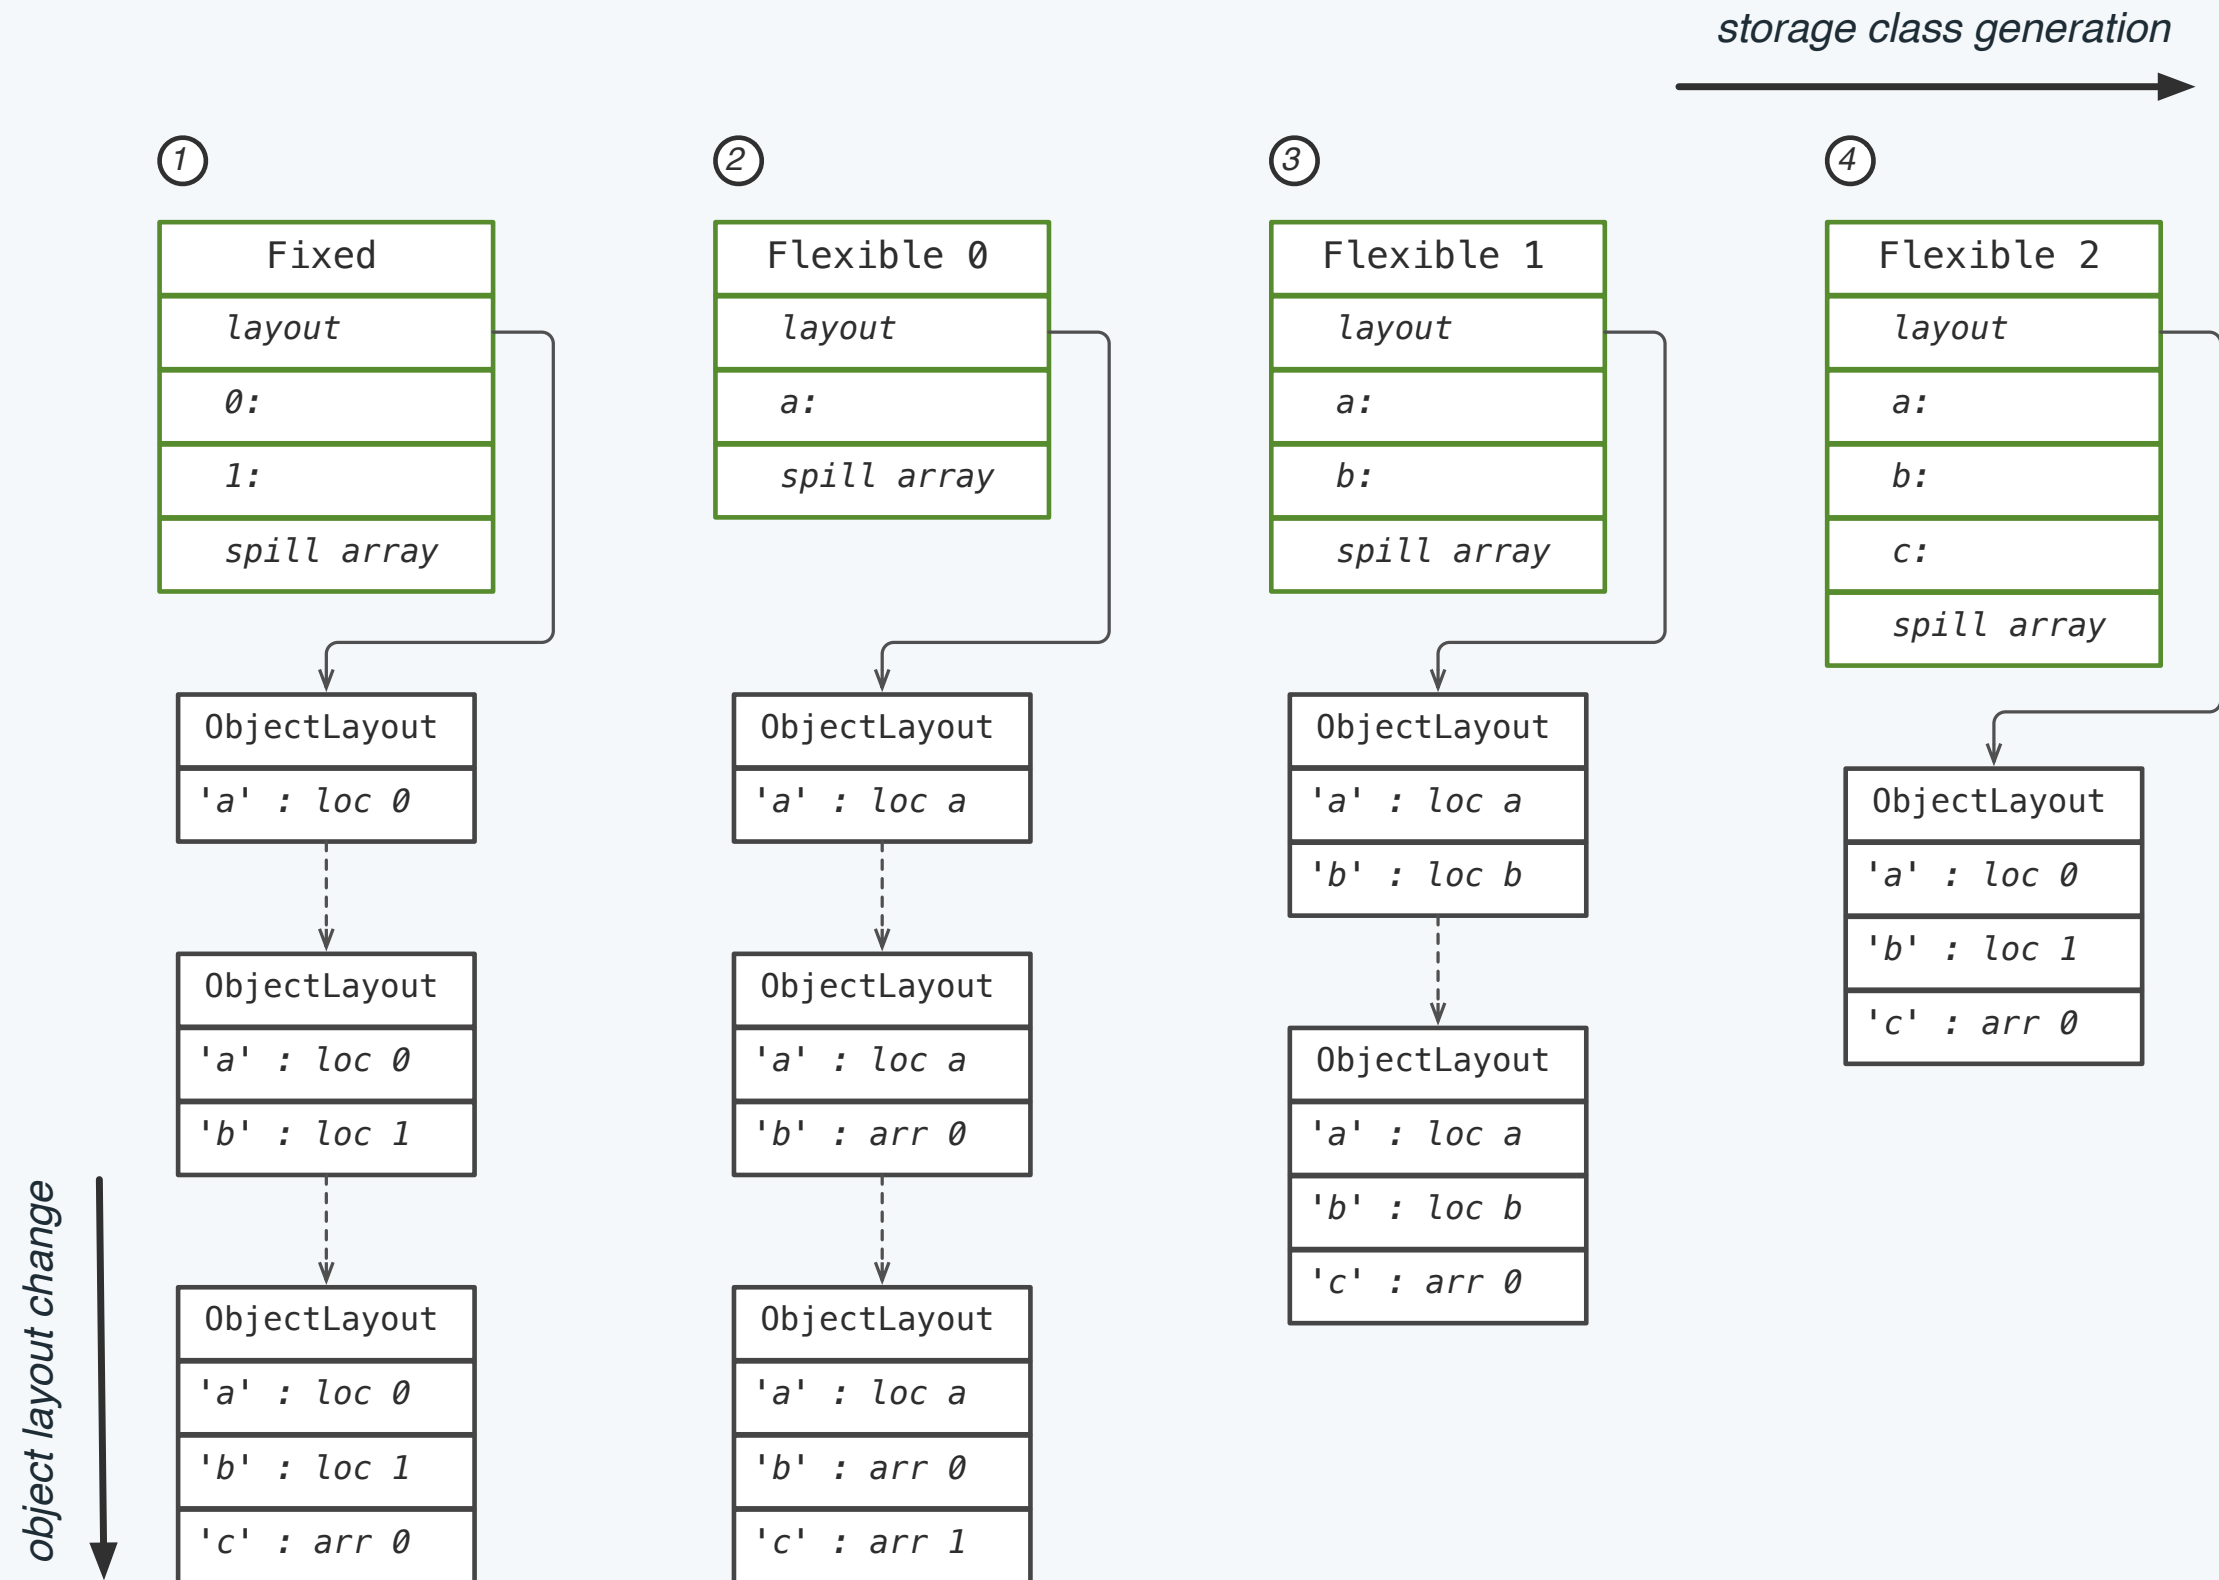 storage class generation
1
2
3
4
Fixed
layout
0:
1:
spill array
Flexible 0
layout
a:
spill array
Flexible 1
layout
a:
b:
spill array
Flexible 2
layout
a:
b:
c:
spill array
ObjectLayout
'a' : loc 0
ObjectLayout
'a' : loc 0
'b' : loc 1
ObjectLayout
'a' : loc 0
'b' : loc 1
'c' : arr 0
ObjectLayout
'a' : loc a
ObjectLayout
'a' : loc a
'b' : arr 0
ObjectLayout
'a' : loc a
'b' : arr 0
'c' : arr 1
ObjectLayout
'a' : loc a
'b' : loc b
ObjectLayout
'a' : loc a
'b' : loc b
'c' : arr 0
ObjectLayout
'a' : loc 0
'b' : loc 1
'c' : arr 0
object layout change